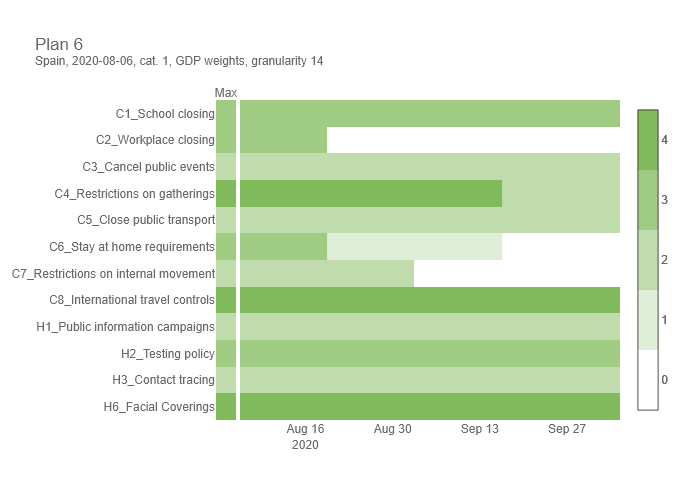 Plan 6
Spain, 2020-08-06, cat. 1, GDP weights, granularity 14
Max
C1_School closing
C2_Workplace closing
C3_Cancel public events
C4_Restrictions on gatherings
C5_Close public transport
C6_Stay at home requirements
C7_Restrictions on internal movement
C8_International travel controls
H1_Public information campaigns
H2_Testing policy
H3_Contact tracing
H6_Facial Coverings
Aug 16 Aug 30 Sep 13 Sep 27
2020
4
3
2
1
0